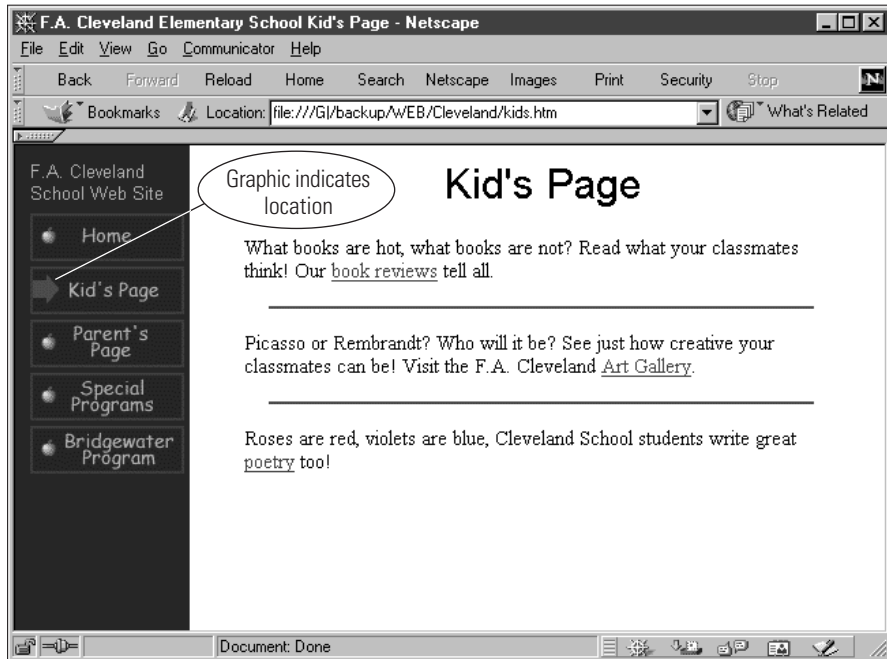 F.A. Cleveland Elementary School Kid's Page - Netscape
File Edit View Go Communicator Help
Back Forward Reload Home Search Netscape Images Print Security Stop N
Bookmarks Location: file:///G|/backup/WEB/Cleveland/kids.htm What's Related
F.A. Cleveland
School Web Site
Graphic indicates
location
Kid's Page
Home
What books are hot, what books are not? Read what your classmates
think! Our book reviews tell all.
Kid's Page
Parent's
Page
Picasso or Rembrandt? Who will it be? See just how creative your
classmates can be! Visit the F.A. Cleveland Art Gallery.
Special
Programs
Bridgewater
Program
Roses are red, violets are blue, Cleveland School students write great
poetry too!
Document: Done